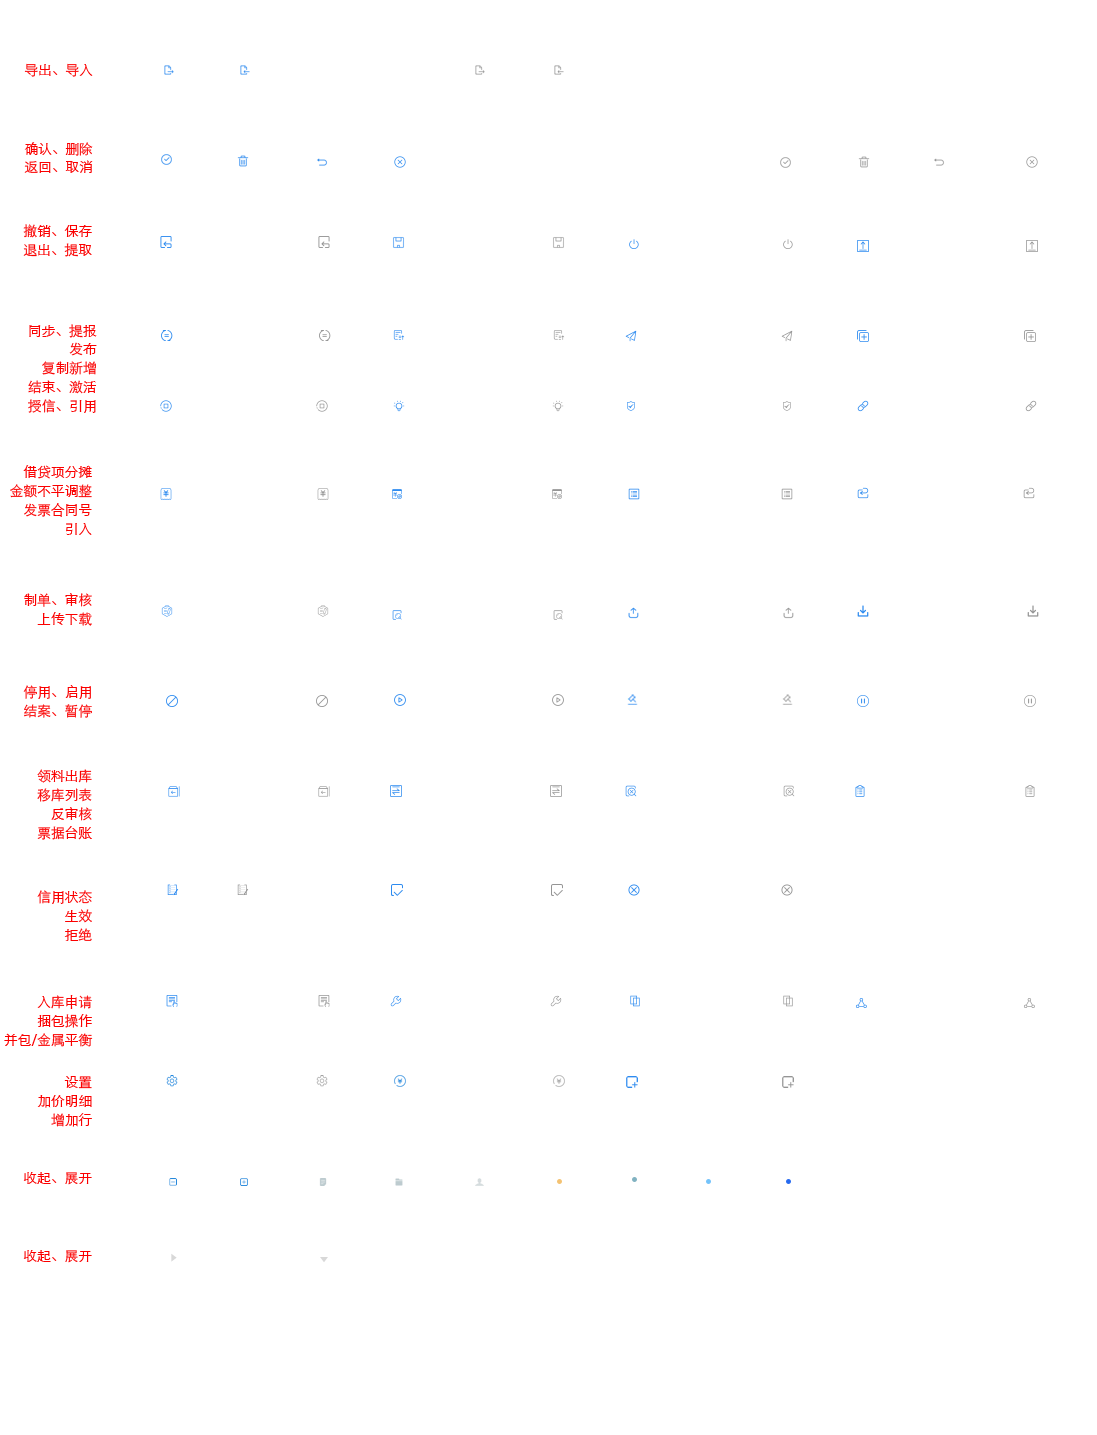 导出、导入
确认、删除
返回、取消
撤销、保存
退出、提取
同步、提报
发布
复制新增
结束、激活
授信、引用
借贷项分摊
金额不平调整
发票合同号
引入
制单、审核
上传下载
停用、启用
结案、暂停
领料出库
移库列表
反审核
票据台账
信用状态
生效
拒绝
入库申请
捆包操作
并包/金属平衡
设置
加价明细
增加行
收起、展开
收起、展开